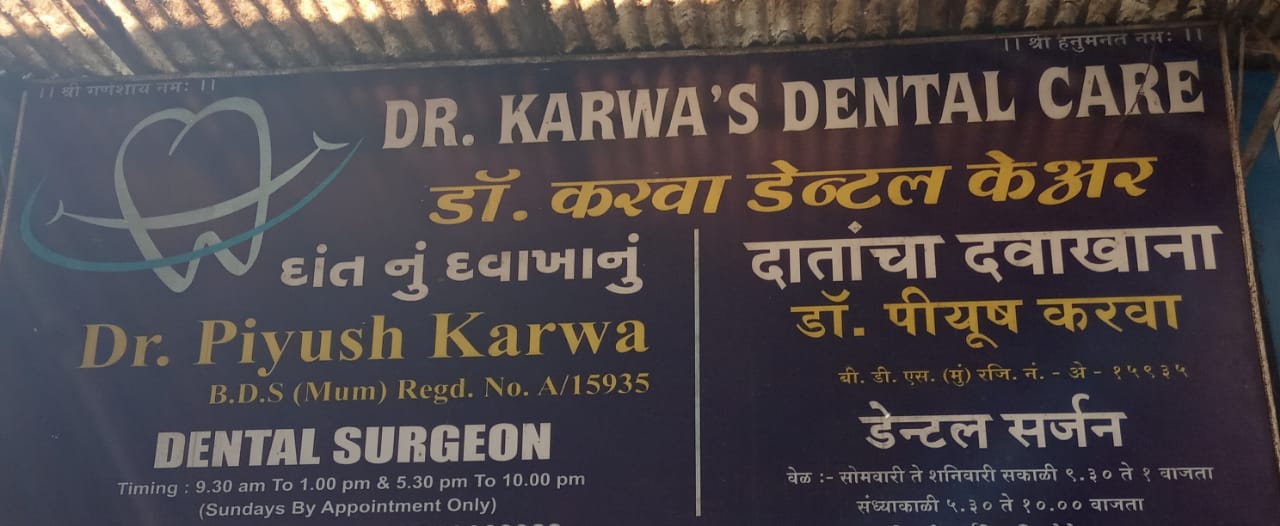 ।। श्री गणेशाय नमः ।।
।। श्री हनुमनते नमः ।।
DR. KARWA'S DENTAL CARE
डॉ. करवा डेन्टल केअर
દાંત નું દવાખાનું
Dr. Piyush Karwa
B.D.S (Mum) Regd. No. A/15935
DENTAL SURGEON
Timing : 9.30 am To 1.00 pm & 5.30 pm To 10.00 pm
(Sundays By Appointment Only)
दातांचा दवाखाना
डॉ. पीयूष करवा
बी. डी. एस. (मुं) रजि. नं. - अे - १५९३५
डेन्टल सर्जन
वेळ :- सोमवारी ते शनिवारी सकाळी ९.३० ते १ वाजता
संध्याकाळी ५.३० ते १०.०० वाजता